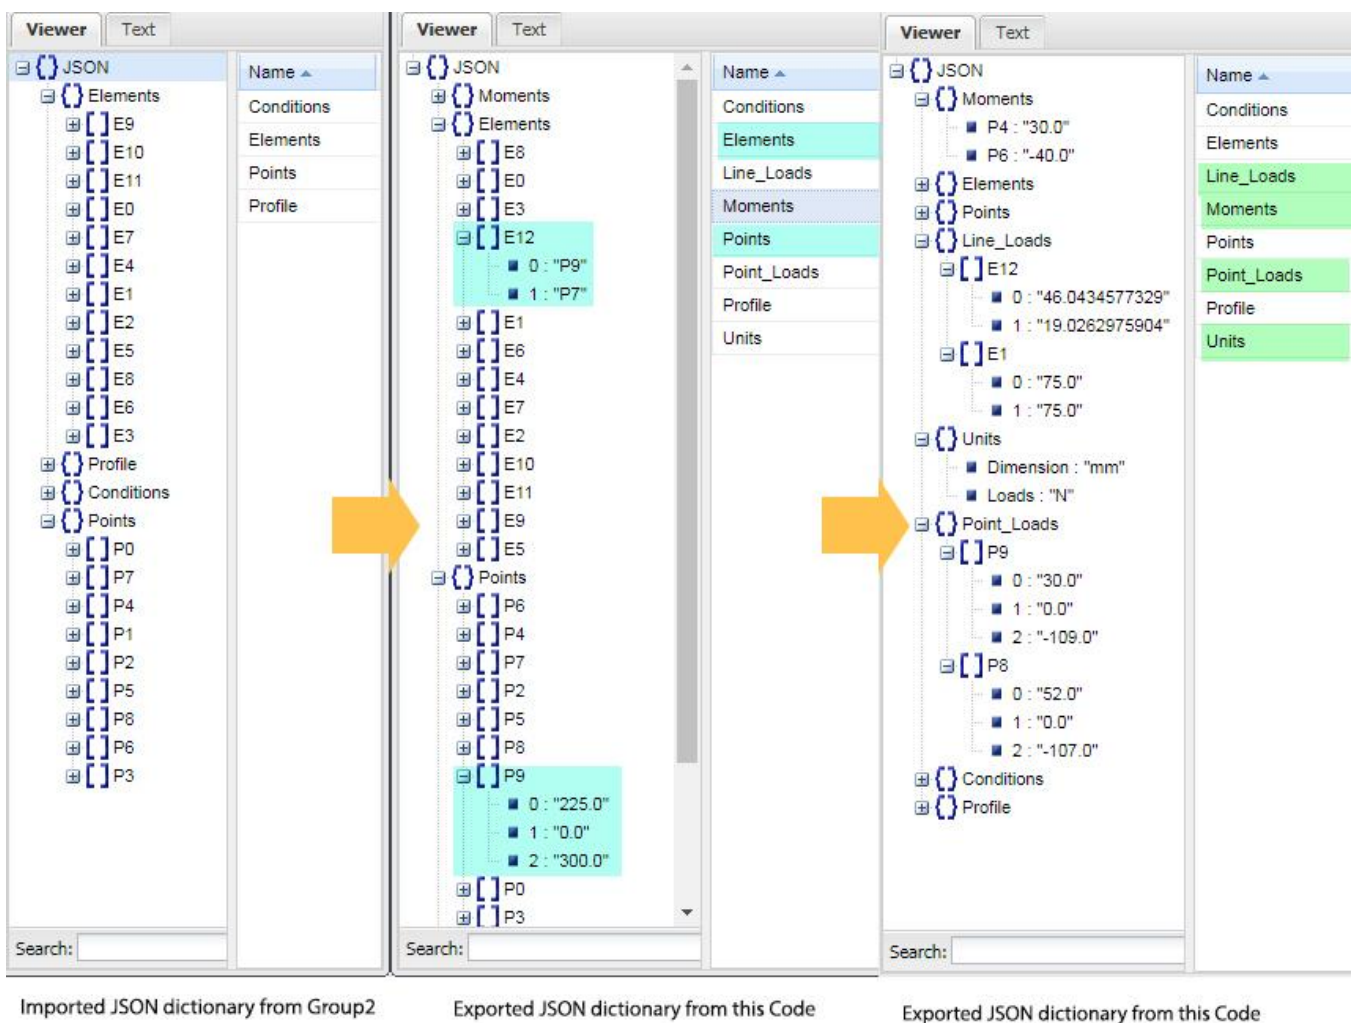 Viewer Text
JSON
Elements
E9
E10
E11
E0
E7
E4
E1
E2
E5
E8
E6
E3
Profile
Conditions
Points
P0
P7
P4
P1
P2
P5
P8
P6
P3
Search:
Name
Conditions
Elements
Points
Profile
Imported JSON dictionary from Group2
Viewer Text
JSON
Moments
Elements
E8
E0
E3
E12
0 : "P9"
1 : "P7"
E1
E6
E4
E7
E2
E10
E11
E9
E5
Points
P6
P4
P7
P2
P5
P8
P9
0 : "225.0"
1 : "0.0"
2 : "300.0"
P0
P3
Search:
Name
Conditions
Elements
Line_Loads
Moments
Points
Point_Loads
Profile
Units
Exported JSON dictionary from this Code
Viewer Text
JSON
Moments
P4 : "30.0"
P6 : "-40.0"
Elements
Points
Line_Loads
E12
0 : "46.0434577329"
1 : "19.0262975904"
E1
0 : "75.0"
1 : "75.0"
Units
Dimension : "mm"
Loads : "N"
Point_Loads
P9
0 : "30.0"
1 : "0.0"
2 : "-109.0"
P8
0 : "52.0"
1 : "0.0"
2 : "-107.0"
Conditions
Profile
Search:
Name
Conditions
Elements
Line_Loads
Moments
Points
Point_Loads
Profile
Units
Exported JSON dictionary from this Code